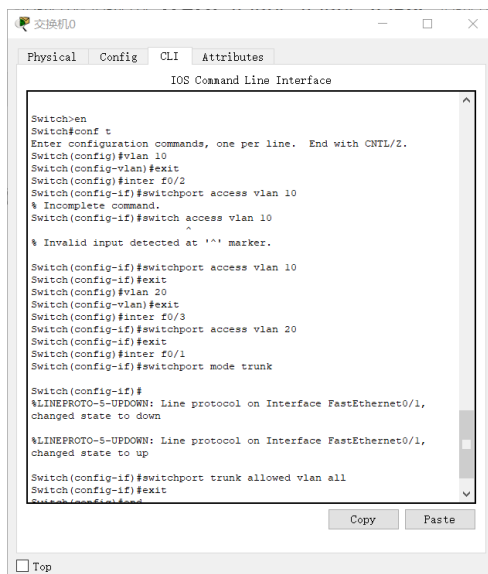 交换机0
Physical Config CLI Attributes
IOS Command Line Interface
Switch>en
Switch#conf t
Enter configuration commands, one per line. End with CNTL/Z.
Switch(config)#vlan 10
Switch(config-vlan)#exit
Switch(config)#inter f0/2
Switch(config-if)#switchport access vlan 10
% Incomplete command.
Switch(config-if)#switch access vlan 10
^
% Invalid input detected at '^' marker.
Switch(config-if)#switchport access vlan 10
Switch(config-if)#exit
Switch(config)#vlan 20
Switch(config-vlan)#exit
Switch(config)#inter f0/3
Switch(config-if)#switchport access vlan 20
Switch(config-if)#exit
Switch(config)#inter f0/1
Switch(config-if)#switchport mode trunk
Switch(config-if)#
%LINEPROTO-5-UPDOWN: Line protocol on Interface FastEthernet0/1,
changed state to down
%LINEPROTO-5-UPDOWN: Line protocol on Interface FastEthernet0/1,
changed state to up
Switch(config-if)#switchport trunk allowed vlan all
Switch(config-if)#exit
Switch(config)#end
Copy Paste
Top